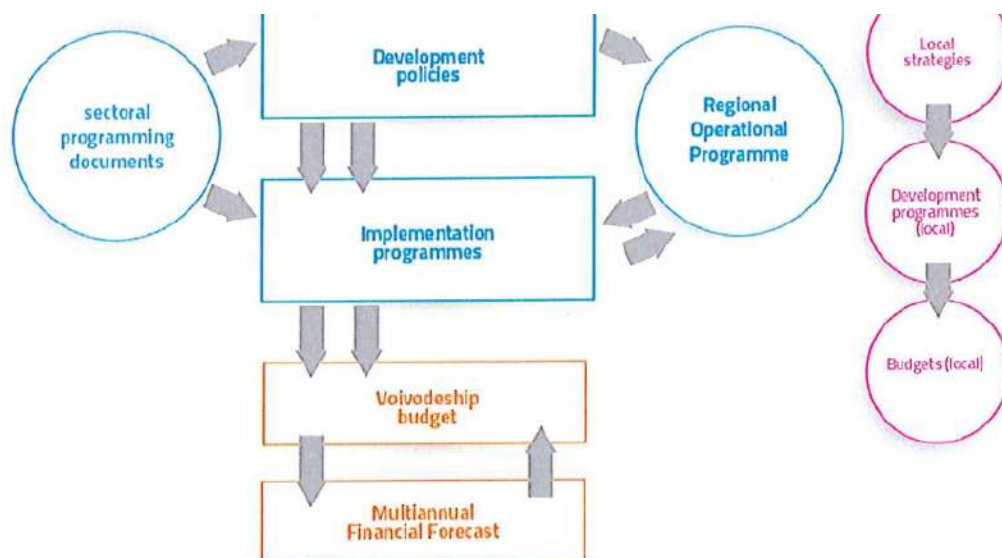 Development
policies
sectoral
programming
documents
Regional
Operational
Programme
Local
strategies
Implementation
programmes
Development
programmes
(local)
Voivodeship
budget
Budgets (local)
Multiannual
Financial Forecast